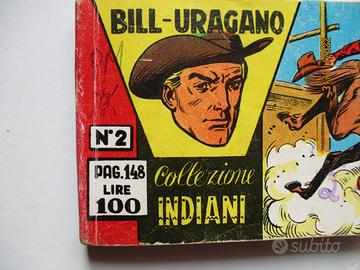 BILL-URAGANO
N°2
PAG. 148
LIRE
100
Collezione
INDIANI
subito